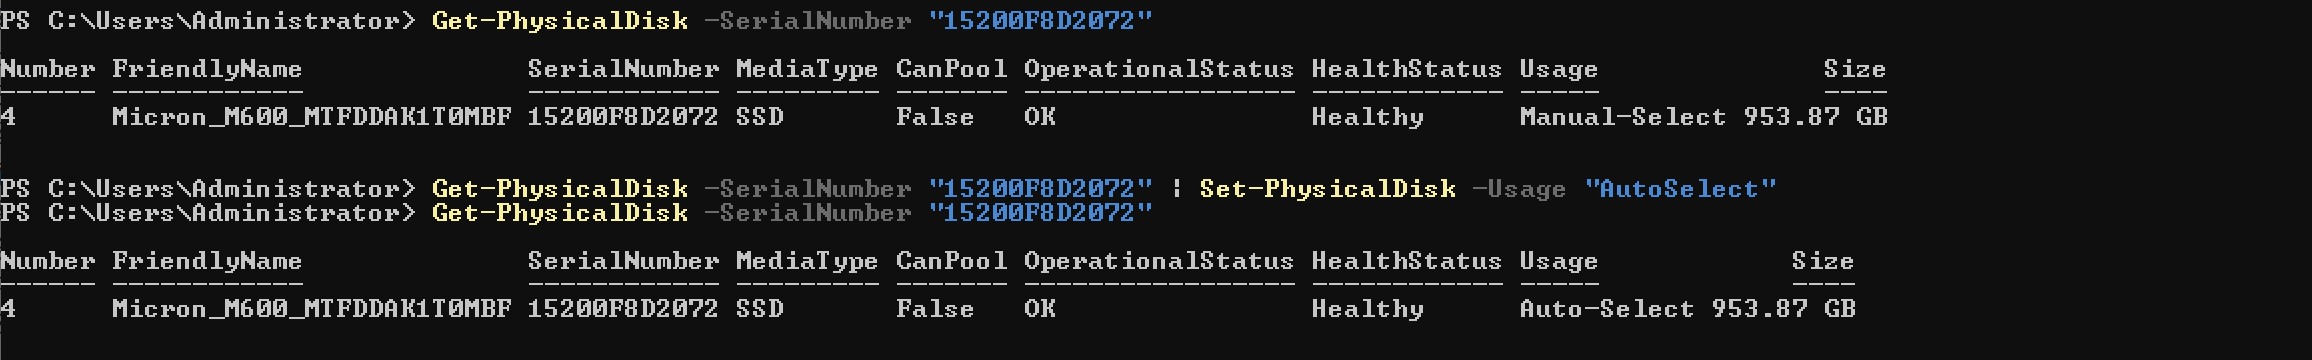 PS C:\Users\Administrator> Get-PhysicalDisk -SerialNumber "15200F8D2072"
Number FriendlyName SerialNumber MediaType CanPool OperationalStatus HealthStatus Usage Size
------ ------------ ------------ --------- ------- ----------------- ------------ ----- ----
4 Micron_M600_MTFDDAK1T0MBF 15200F8D2072 SSD False OK Healthy Manual-Select 953.87 GB
PS C:\Users\Administrator> Get-PhysicalDisk -SerialNumber "15200F8D2072" | Set-PhysicalDisk -Usage "AutoSelect"
PS C:\Users\Administrator> Get-PhysicalDisk -SerialNumber "15200F8D2072"
Number FriendlyName SerialNumber MediaType CanPool OperationalStatus HealthStatus Usage Size
------ ------------ ------------ --------- ------- ----------------- ------------ ----- ----
4 Micron_M600_MTFDDAK1T0MBF 15200F8D2072 SSD False OK Healthy Auto-Select 953.87 GB